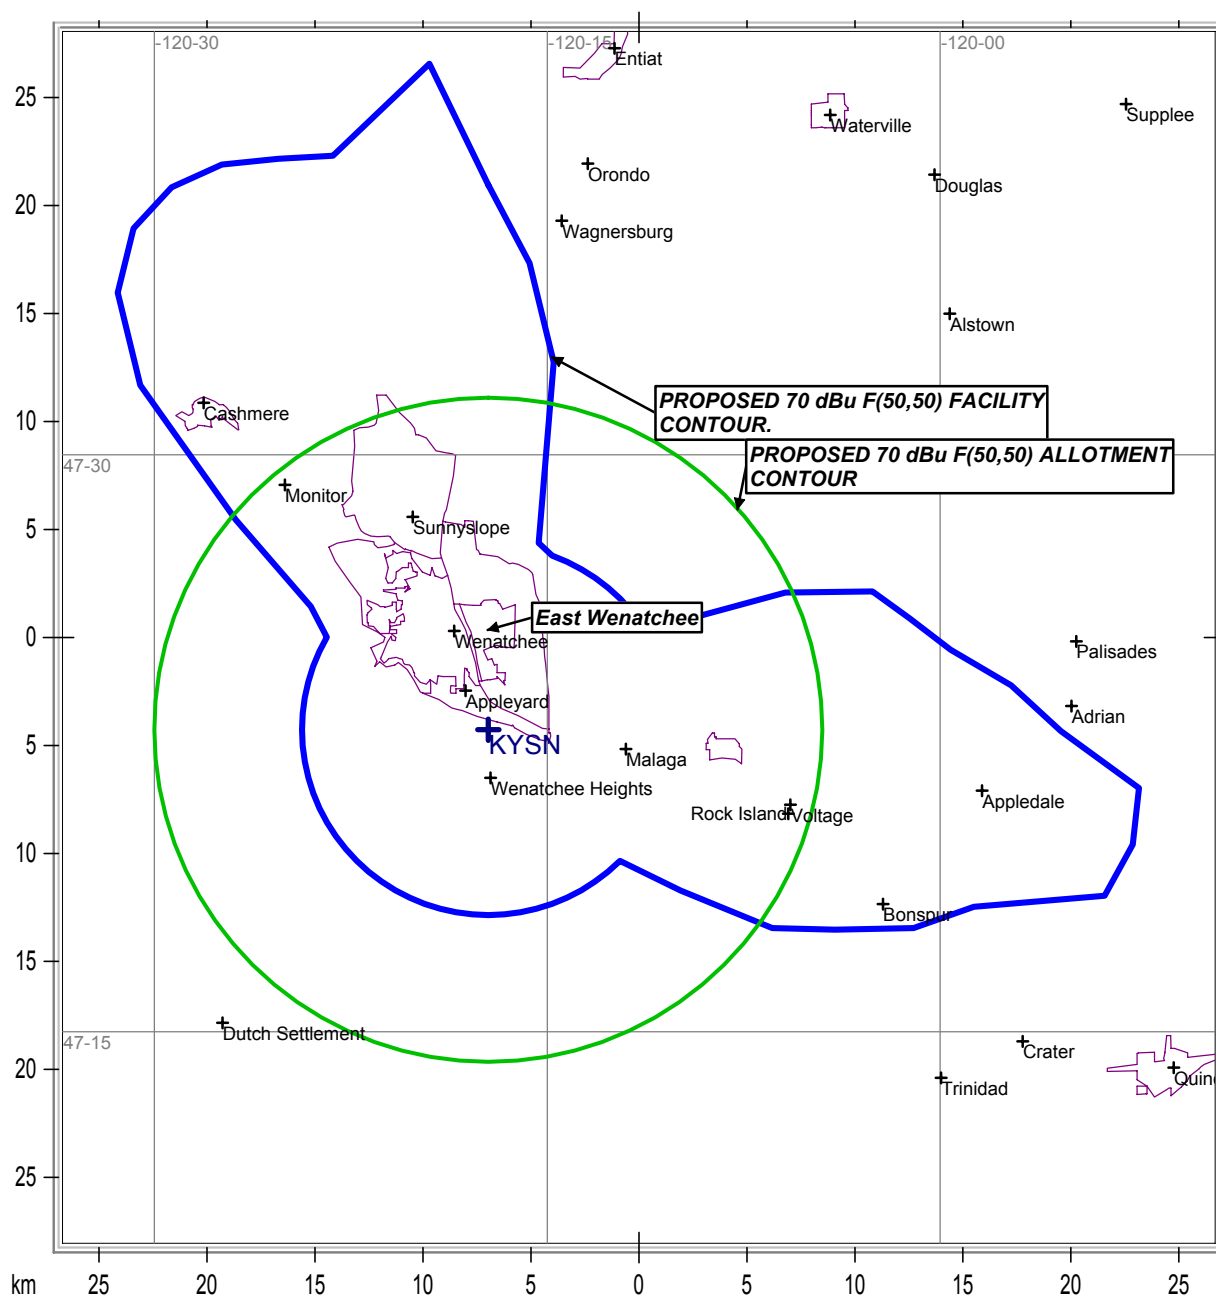 -120-30
-120-15
-120-00
Entiat
Waterville
Supplee
25
Orondo
Douglas
20
Wagnersburg
15
Alstown
PROPOSED 70 dBu F(50,50) FACILITY
CONTOUR.
10
Cashmere
PROPOSED 70 dBu F(50,50) ALLOTMENT
CONTOUR
47-30
Monitor
5
Sunnyslope
East Wenatchee
0
Wenatchee
Palisades
Appleyard
Adrian
5
KYSN
Malaga
Wenatchee Heights
Appledale
Rock Island
Voltage
10
Bonspur
15
Dutch Settlement
47-15
Crater
20
Trinidad
Quinc
25
25
20
15
10
5
0
5
10
15
20
25
km